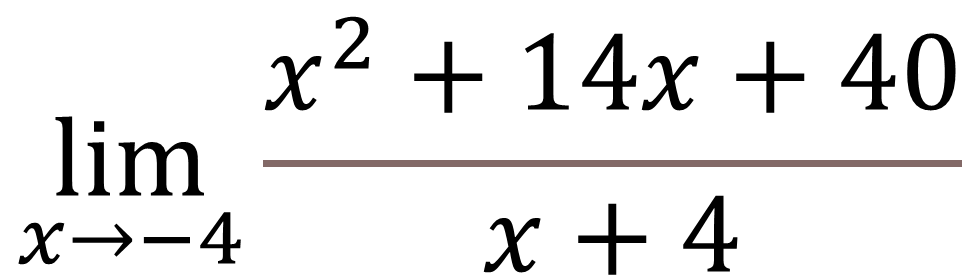 lim x→−4 (x² + 14x + 40)/(x + 4)